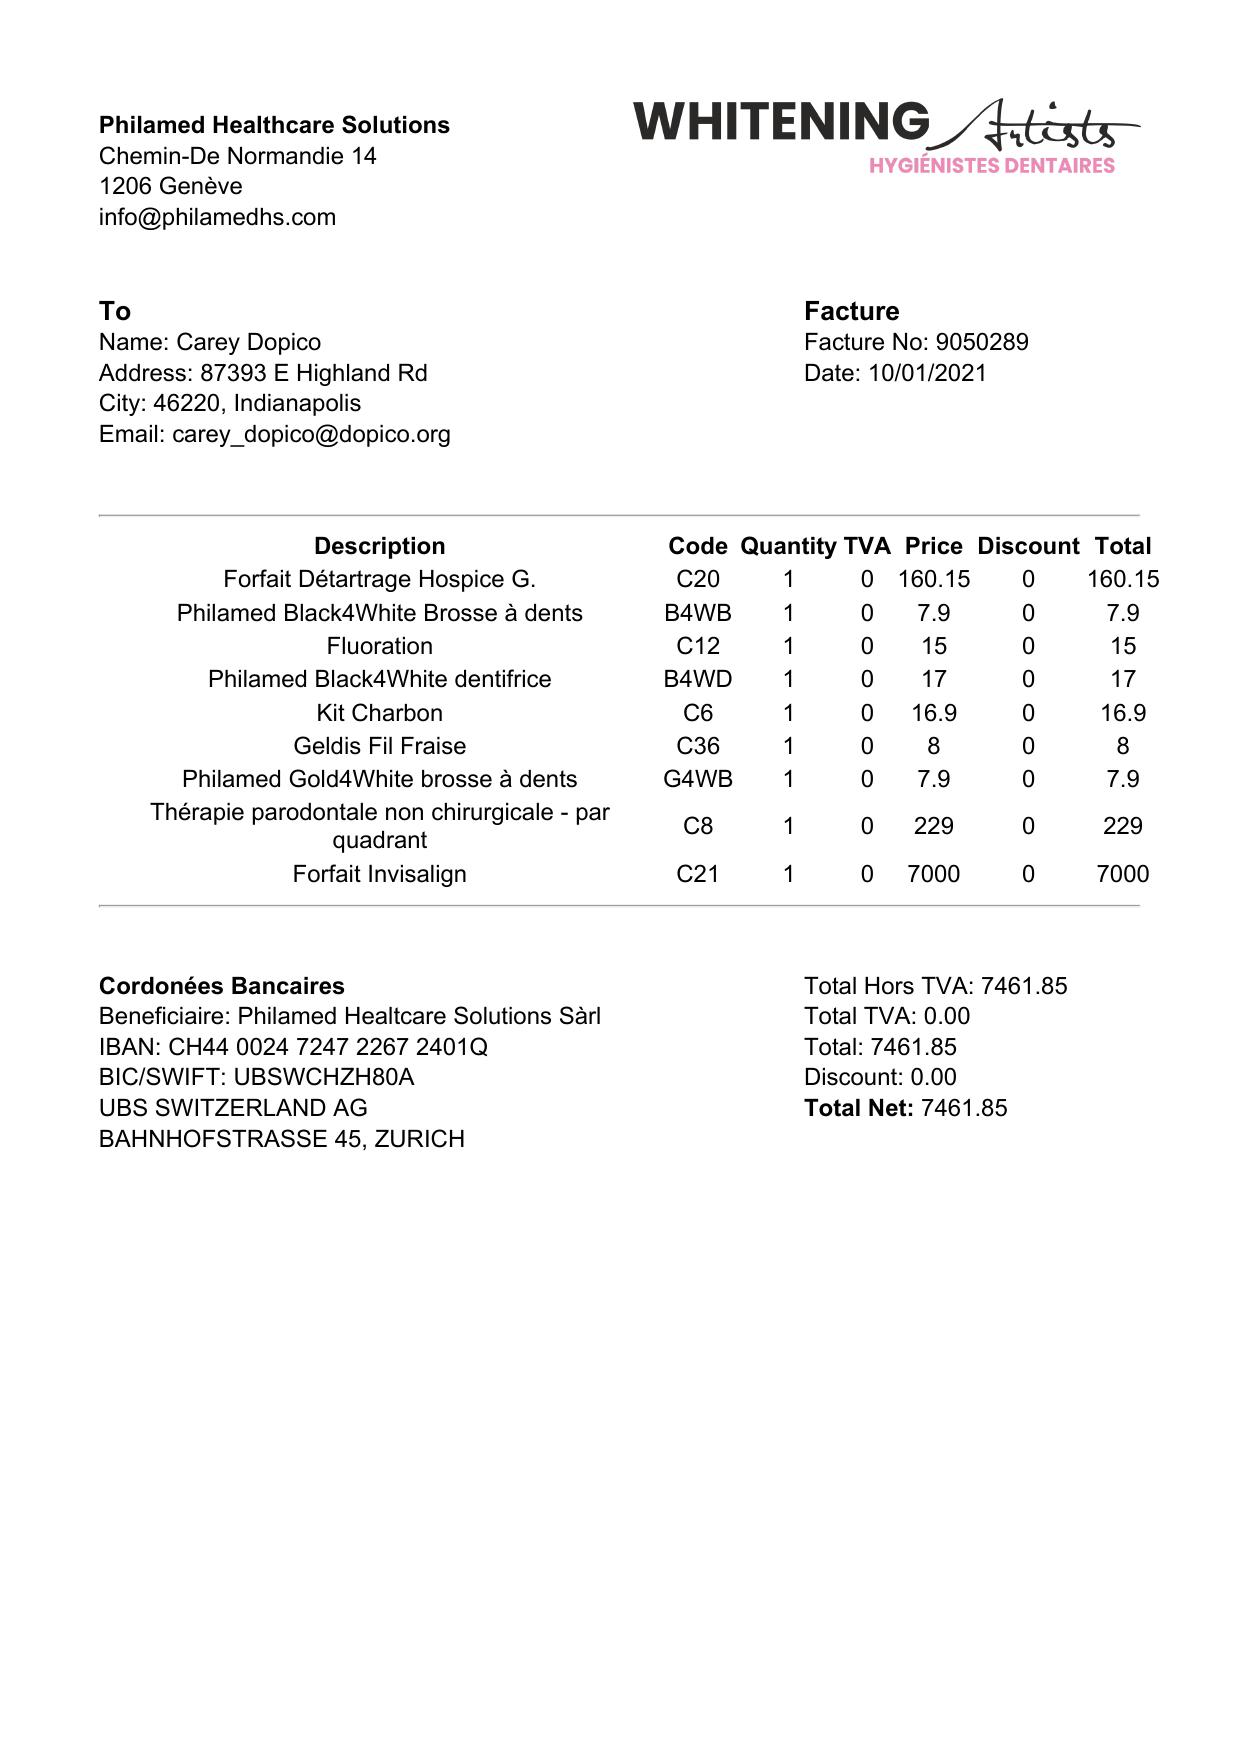 Philamed Healthcare Solutions
Chemin-De Normandie 14
1206 Genève
info@philamedhs.com
WHITENING Artists
HYGIÉNISTES DENTAIRES
To
Name: Carey Dopico
Address: 87393 E Highland Rd
City: 46220, Indianapolis
Email: carey_dopico@dopico.org
Facture
Facture No: 9050289
Date: 10/01/2021
Description Code Quantity TVA Price Discount Total
Forfait Détartrage Hospice G. C20 1 0 160.15 0 160.15
Philamed Black4White Brosse à dents B4WB 1 0 7.9 0 7.9
Fluoration C12 1 0 15 0 15
Philamed Black4White dentifrice B4WD 1 0 17 0 17
Kit Charbon C6 1 0 16.9 0 16.9
Geldis Fil Fraise C36 1 0 8 0 8
Philamed Gold4White brosse à dents G4WB 1 0 7.9 0 7.9
Thérapie parodontale non chirurgicale - par
quadrant C8 1 0 229 0 229
Forfait Invisalign C21 1 0 7000 0 7000
Cordonées Bancaires
Beneficiaire: Philamed Healtcare Solutions Sàrl
IBAN: CH44 0024 7247 2267 2401Q
BIC/SWIFT: UBSWCHZH80A
UBS SWITZERLAND AG
BAHNHOFSTRASSE 45, ZURICH
Total Hors TVA: 7461.85
Total TVA: 0.00
Total: 7461.85
Discount: 0.00
Total Net: 7461.85